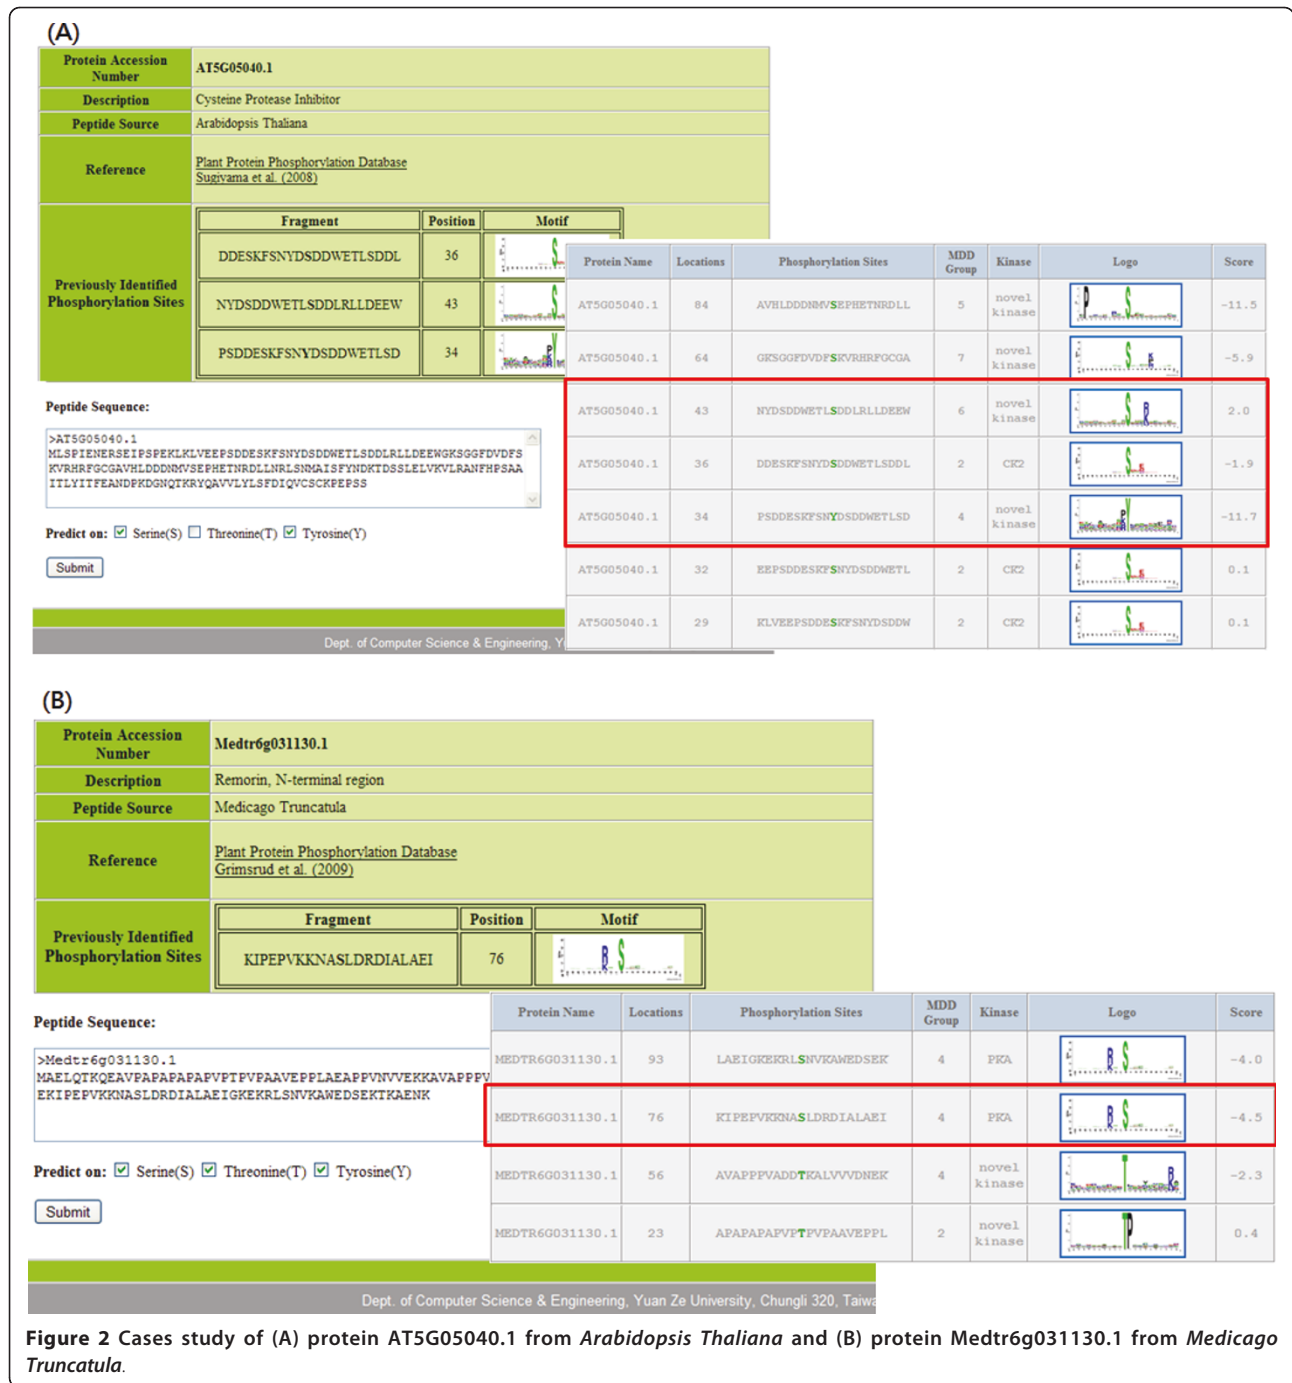 (A)
Protein Accession Number AT5G05040.1
Description Cysteine Protease Inhibitor
Peptide Source Arabidopsis Thaliana
Reference Plant Protein Phosphorylation Database
Sugiyama et al. (2008)
Previously Identified Phosphorylation Sites
Fragment Position Motif
DDESKFSNYDSDDWETLSDDL 36
NYDSDDWETLSDDLRLLDEEW 43
PSDDESKFSNYDSDDWETLSD 34
Peptide Sequence:
>AT5G05040.1
MLSPIENERSEIPSPEKLKLVEEPSDDESKFSNYDSDDWETLSDDLRLLDEEWGKSGGFDVDFS
KVRHRFGCGAVHLDDDNMVSEPHETNRDLLNRLSNMAISFYNDKTDSSLELVKVLRANFHPSAA
ITLYITFEANDPKDGNQTKRYQAVVLYLSFDIQVCSCKPEPSS
Predict on: Serine(S) Threonine(T) Tyrosine(Y)
Submit
Dept. of Computer Science & Engineering, Y
Protein Name Locations Phosphorylation Sites MDD Group Kinase Logo Score
AT5G05040.1 84 AVHLDDDNMVSEPHETNRDLL 5 novel kinase -11.5
AT5G05040.1 64 GKSGGFDVDFSKVRHRFGCGA 7 novel kinase -5.9
AT5G05040.1 43 NYDSDDWETLSDDLRLLDEEW 6 novel kinase 2.0
AT5G05040.1 36 DDESKFSNYDSDDWETLSDDL 2 CK2 -1.9
AT5G05040.1 34 PSDDESKFSNYDSDDWETLSD 4 novel kinase -11.7
AT5G05040.1 32 EEPSDDESKFSNYDSDDWETL 2 CK2 0.1
AT5G05040.1 29 KLVEEPSDDESKFSNYDSDDW 2 CK2 0.1
(B)
Protein Accession Number Medtr6g031130.1
Description Remorin, N-terminal region
Peptide Source Medicago Truncatula
Reference Plant Protein Phosphorylation Database
Grimsrud et al. (2009)
Previously Identified Phosphorylation Sites
Fragment Position Motif
KIPEPVKKNASLDRDIALAEI 76
Peptide Sequence:
>Medtr6g031130.1
MAELQTKQEAVPAPAPAPAPVPTPVPAAVEPPLAEAPPVNVVEKKAVAPPPV
EKIPEPVKKNASLDRDIALAEIGKEKRLSNVKAWEDSEKTKAENK
Predict on: Serine(S) Threonine(T) Tyrosine(Y)
Submit
Dept. of Computer Science & Engineering, Yuan Ze University, Chungli 320, Taiwa
Protein Name Locations Phosphorylation Sites MDD Group Kinase Logo Score
MEDTR6G031130.1 93 LAEIGKEKRLSNVKAWEDSEK 4 PKA -4.0
MEDTR6G031130.1 76 KIPEPVKKNASLDRDIALAEI 4 PKA -4.5
MEDTR6G031130.1 56 AVAPPPVADDTKALVVVDNEK 4 novel kinase -2.3
MEDTR6G031130.1 23 APAPAPAPVPTPVPAAVEPPL 2 novel kinase 0.4
Figure 2 Cases study of (A) protein AT5G05040.1 from Arabidopsis Thaliana and (B) protein Medtr6g031130.1 from Medicago
Truncatula.